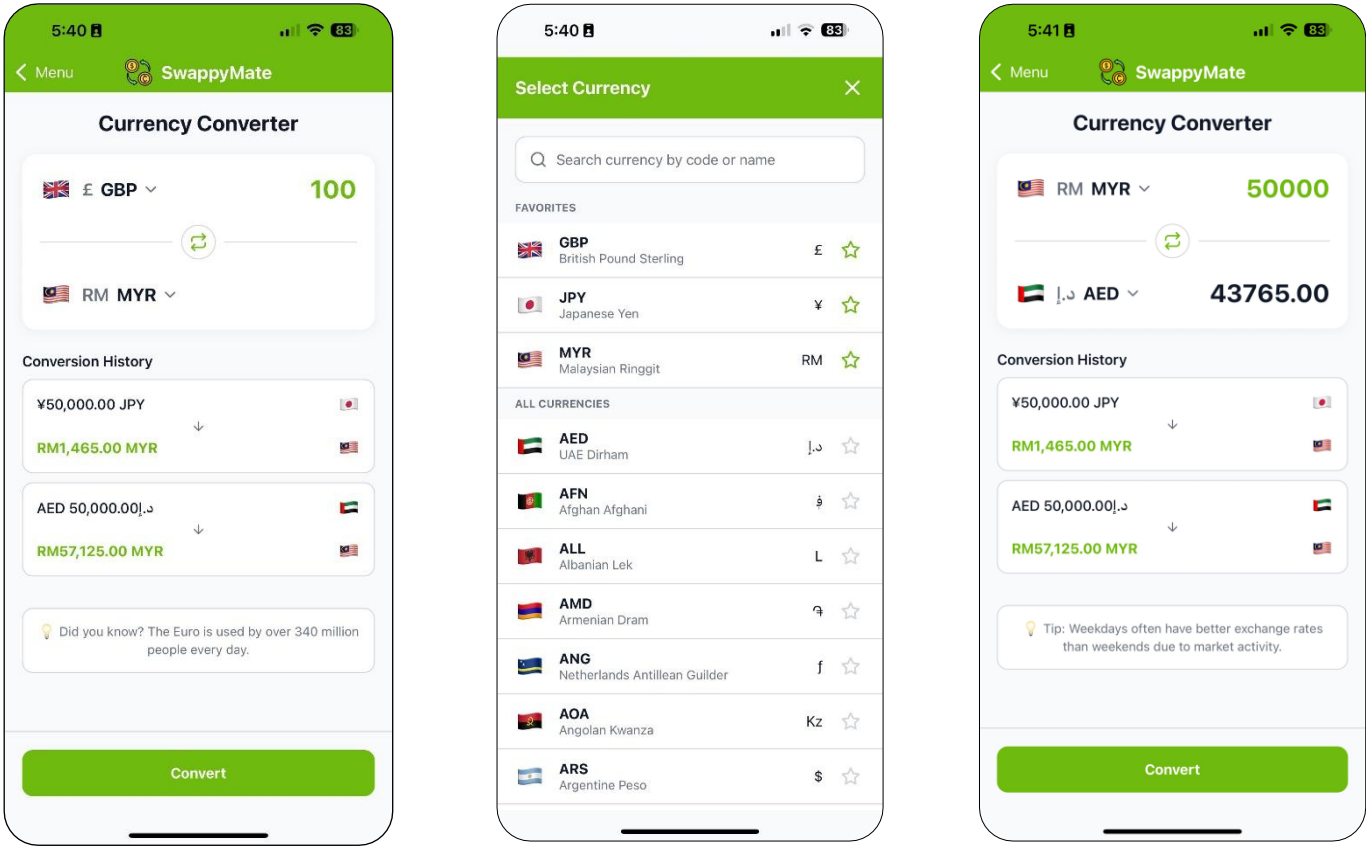 5:40
83
Menu
SwappyMate
Currency Converter
£ GBP
100
RM MYR
Conversion History
¥50,000.00 JPY
RM1,465.00 MYR
AED 50,000.00د.إ
RM57,125.00 MYR
Did you know? The Euro is used by over 340 million
people every day.
Convert
5:40
83
Select Currency
Search currency by code or name
FAVORITES
GBP
British Pound Sterling
£
JPY
Japanese Yen
¥
MYR
Malaysian Ringgit
RM
ALL CURRENCIES
AED
UAE Dirham
د.إ
AFN
Afghan Afghani
؋
ALL
Albanian Lek
L
AMD
Armenian Dram
֏
ANG
Netherlands Antillean Guilder
ƒ
AOA
Angolan Kwanza
Kz
ARS
Argentine Peso
$
5:41
83
Menu
SwappyMate
Currency Converter
RM MYR
50000
د.إ AED
43765.00
Conversion History
¥50,000.00 JPY
RM1,465.00 MYR
AED 50,000.00د.إ
RM57,125.00 MYR
Tip: Weekdays often have better exchange rates
than weekends due to market activity.
Convert